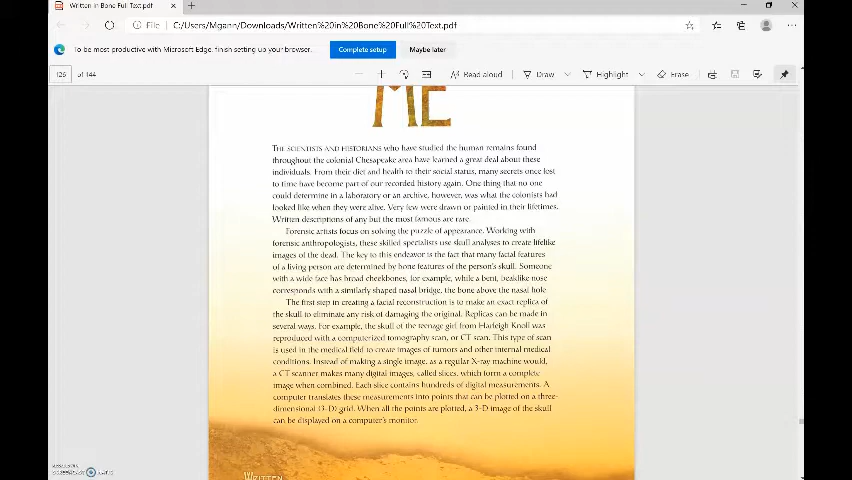 Written In Bone Full Text.pdf
File
C:/Users/Mgann/Downloads/Written%20in%20Bone%20Full%20Text.pdf
To be most productive with Microsoft Edge, finish setting up your browser.
Complete setup
Maybe later
126 of 144
Read aloud
Draw
Highlight
Erase
ME
THE SCIENTISTS AND HISTORIANS who have studied the human remains found
throughout the colonial Chesapeake area have learned a great deal about these
individuals. From their diet and health to their social status, many secrets once lost
to time have become part of our recorded history again. One thing that no one
could determine in a laboratory or an archive, however, was what the colonists had
looked like when they were alive. Very few were drawn or painted in their lifetimes.
Written descriptions of any but the most famous are rare.
Forensic artists focus on solving the puzzle of appearance. Working with
forensic anthropologists, these skilled specialists use skull analyses to create lifelike
images of the dead. The key to this endeavor is the fact that many facial features
of a living person are determined by bone features of the person's skull. Someone
with a wide face has broad cheekbones, for example, while a bent, beaklike nose
corresponds with a similarly shaped nasal bridge, the bone above the nasal hole.
The first step in creating a facial reconstruction is to make an exact replica of
the skull to eliminate any risk of damaging the original. Replicas can be made in
several ways. For example, the skull of the teenage girl from Harleigh Knoll was
reproduced with a computerized tomography scan, or CT scan. This type of scan
is used in the medical field to create images of tumors and other internal medical
conditions. Instead of making a single image, as a regular X-ray machine would,
a CT scanner makes many digital images, called slices, which form a complete
image when combined. Each slice contains hundreds of digital measurements. A
computer translates these measurements into points that can be plotted on a three-
dimensional (3-D) grid. When all the points are plotted, a 3-D image of the skull
can be displayed on a computer's monitor.
WRITTEN